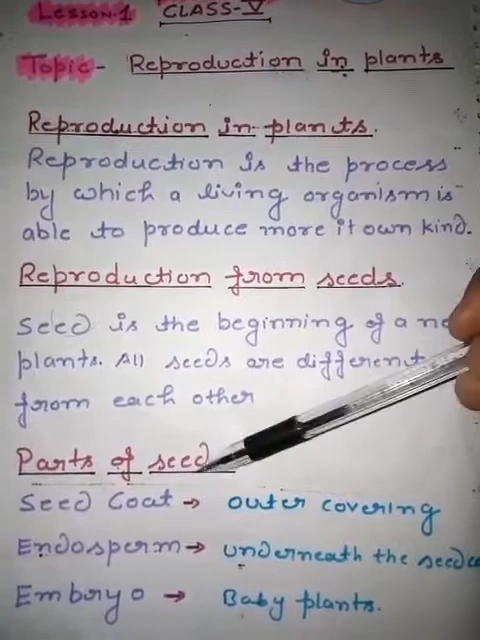 Lesson-1 CLASS-V
Topic- Reproduction in plants
Reproduction in plants.
Reproduction is the process
by which a living organism is
able to produce more it own kind.
Reproduction from seeds.
Seed is the beginning of a
plants. All seeds are different
from each other
Parts of seed
Seed Coat → outer covering
Endosperm → underneath the
Embryo → Baby plants.